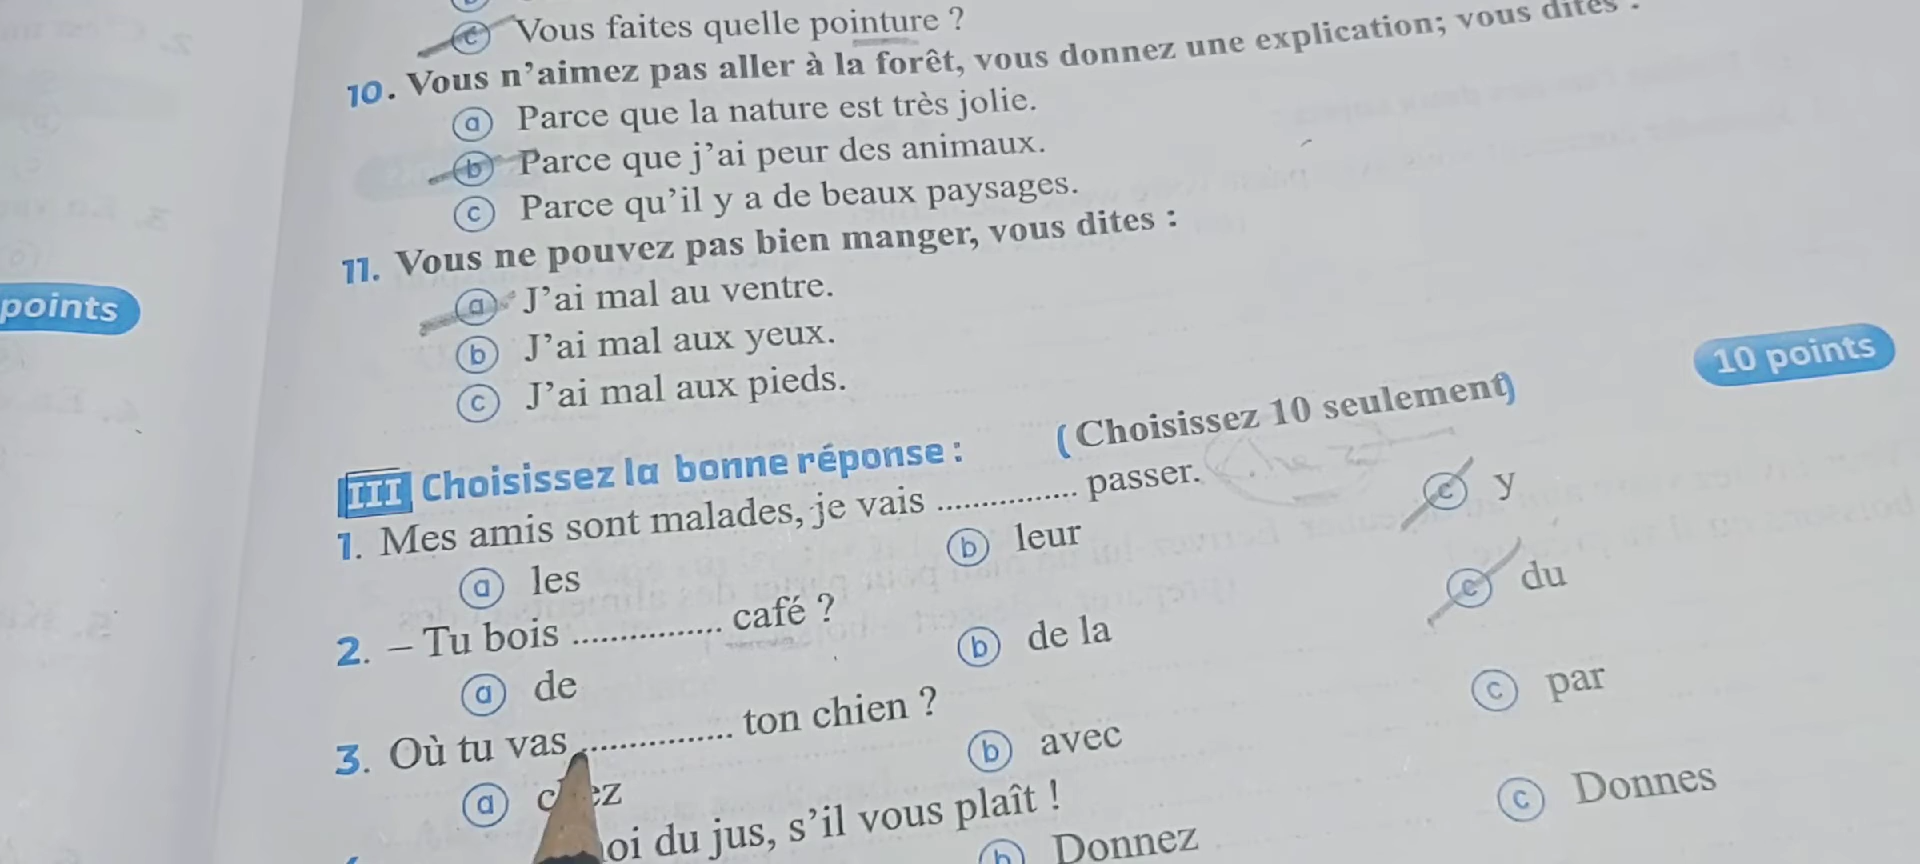 c Vous faites quelle pointure ?
10. Vous n'aimez pas aller à la forêt, vous donnez une explication; vous dites :
a Parce que la nature est très jolie.
b Parce que j'ai peur des animaux.
c Parce qu'il y a de beaux paysages.
11. Vous ne pouvez pas bien manger, vous dites :
a J'ai mal au ventre.
b J'ai mal aux yeux.
c J'ai mal aux pieds.
points
10 points
III Choisissez la bonne réponse : (Choisissez 10 seulement)
1. Mes amis sont malades, je vais ............... passer.
a les b leur c y
2. – Tu bois ............... café ?
a de b de la c du
3. Où tu vas ............... ton chien ?
a b avec c par
du jus, s'il vous plaît !
b Donnez c Donnes